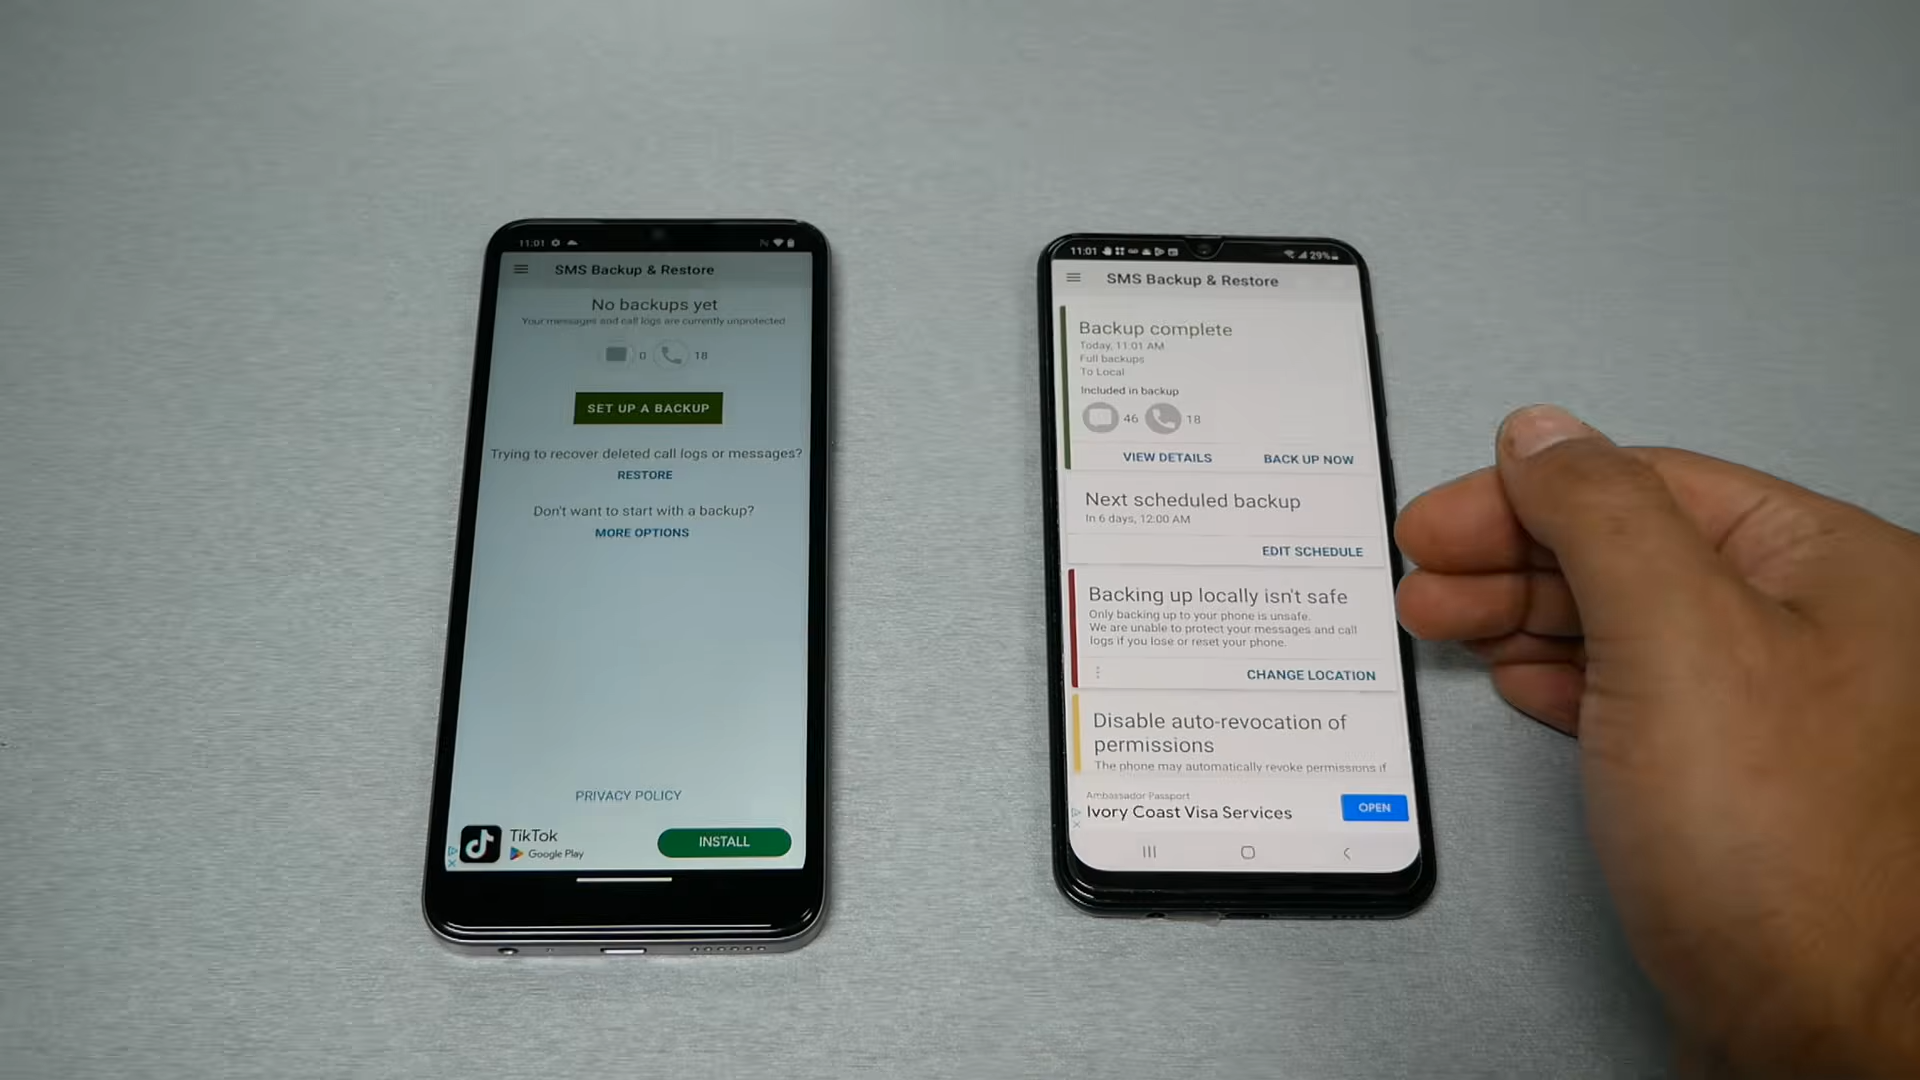 11:01
SMS Backup & Restore
No backups yet
Your messages and call logs are currently unprotected
0 18
SET UP A BACKUP
Trying to recover deleted call logs or messages?
RESTORE
Don't want to start with a backup?
MORE OPTIONS
PRIVACY POLICY
TikTok
Google Play
INSTALL
11:01 29%
SMS Backup & Restore
Backup complete
Today, 11:01 AM
Full backups
To Local
Included in backup
46 18
VIEW DETAILS BACK UP NOW
Next scheduled backup
In 6 days, 12:00 AM
EDIT SCHEDULE
Backing up locally isn't safe
Only backing up to your phone is unsafe.
We are unable to protect your messages and call
logs if you lose or reset your phone.
CHANGE LOCATION
Disable auto-revocation of
permissions
The phone may automatically revoke permissions if
Ambassador Passport
Ivory Coast Visa Services
OPEN